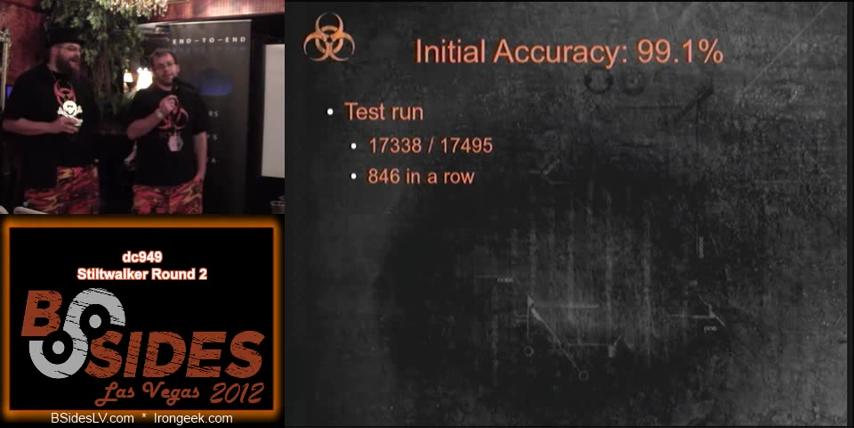 END-TO-END
Initial Accuracy: 99.1%
Test run
17338 / 17495
846 in a row
dc949
Stiltwalker Round 2
BSIDES
Las Vegas 2012
BSidesLV.com * Irongeek.com